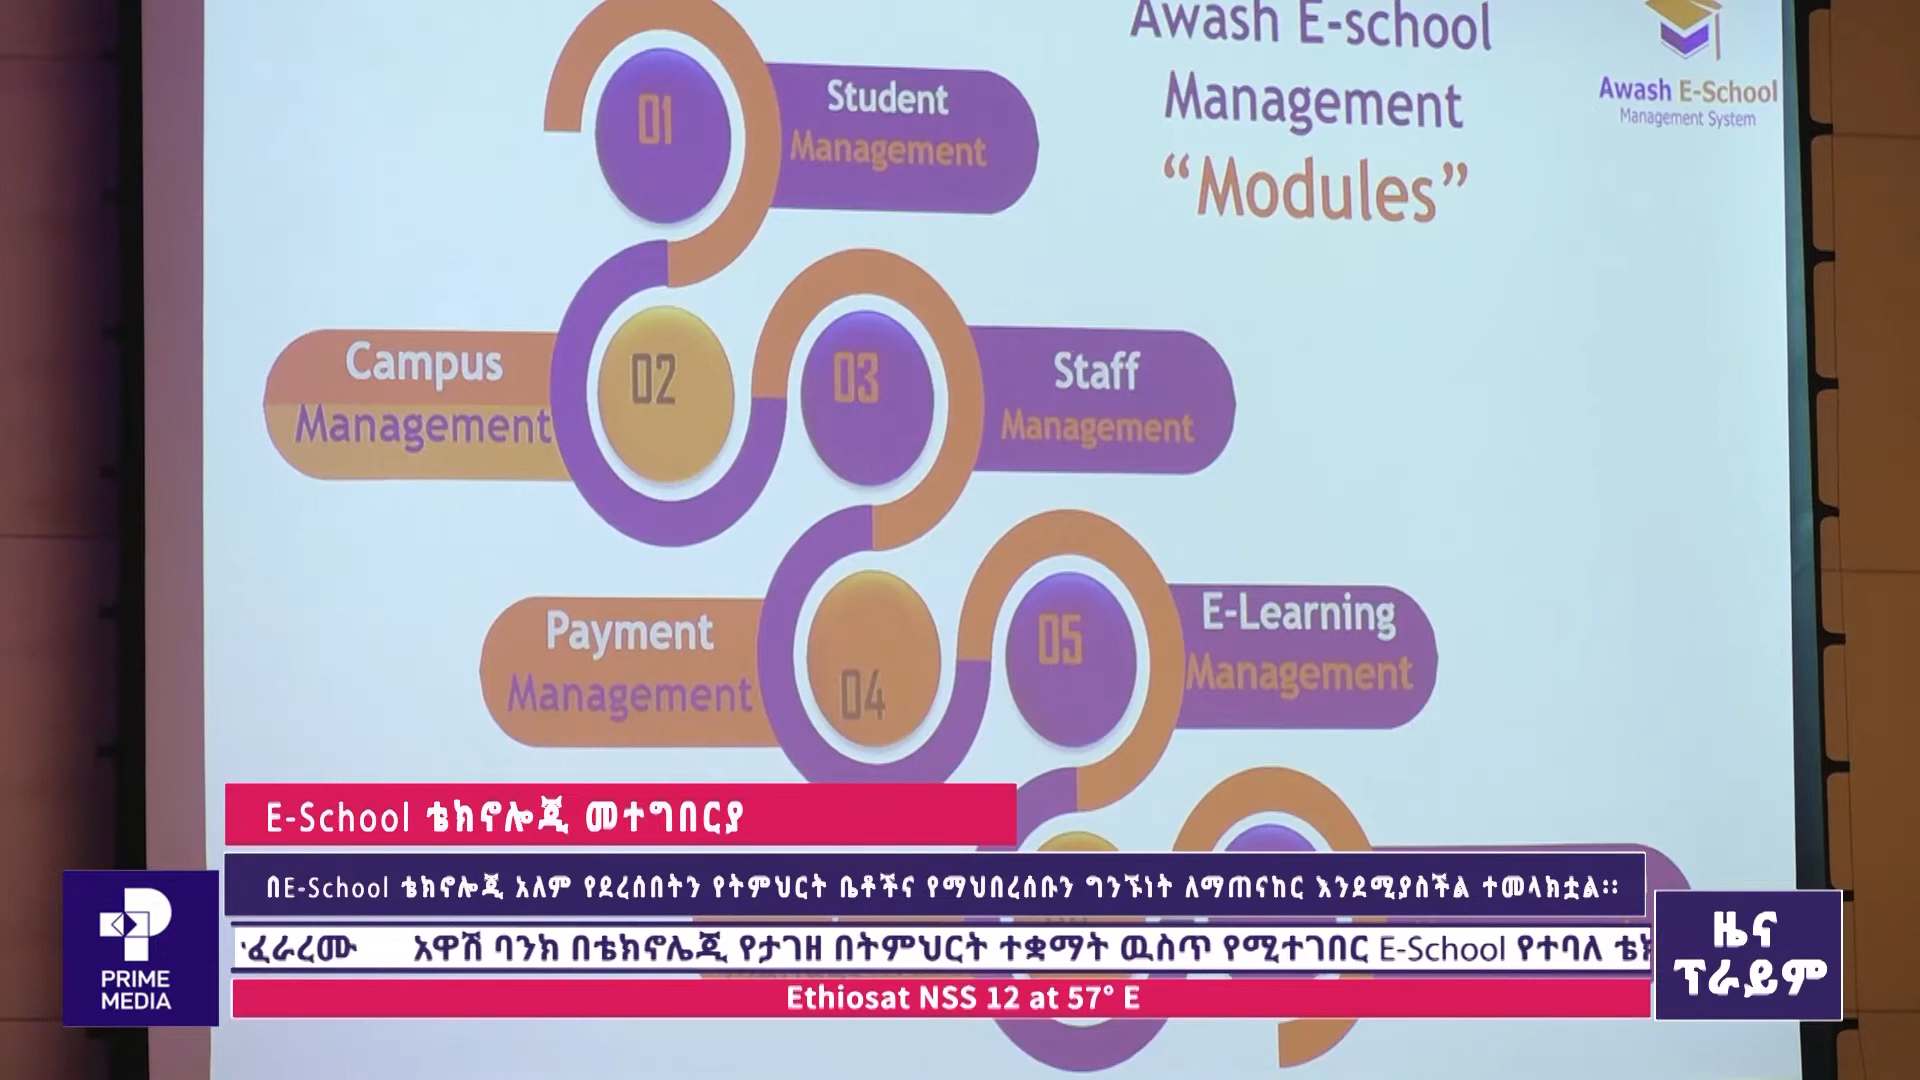 Awash E-school
Management
“Modules”
Awash E-School
Management System
01
Student
Management
02
Campus
Management
03
Staff
Management
04
Payment
Management
05
E-Learning
Management
E-School ቴክኖሎጂ መተግበርያ
በE-School ቴክኖሎጂ አለም የደረሰበትን የትምህርት ቤቶችና የማህበረሰቡን ግንኙነት ለማጠናከር እንደሚያስችል ተመላክቷል።
ፈራረሙ አዋሽ ባንክ በቴክኖሌጂ የታገዘ በትምህርት ተቋማት ዉስጥ የሚተገበር E-School የተባለ
Ethiosat NSS 12 at 57° E
PRIME
MEDIA
ዜና
ፕራይም